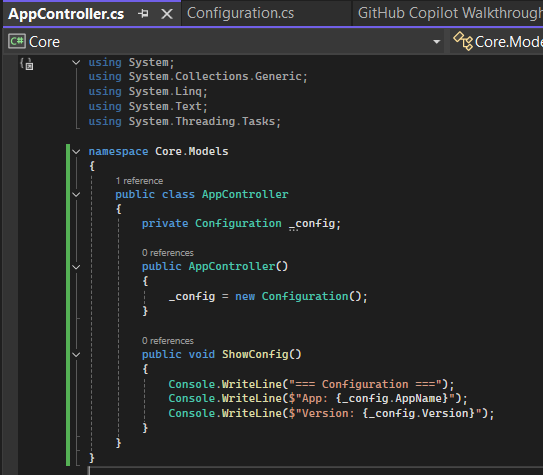 AppController.cs
Configuration.cs
GitHub Copilot Walkthrough
C# Core
Core.Mode
using System;
using System.Collections.Generic;
using System.Linq;
using System.Text;
using System.Threading.Tasks;
namespace Core.Models
{
1 reference
public class AppController
{
private Configuration _config;
0 references
public AppController()
{
_config = new Configuration();
}
0 references
public void ShowConfig()
{
Console.WriteLine("=== Configuration ===");
Console.WriteLine($"App: {_config.AppName}");
Console.WriteLine($"Version: {_config.Version}");
}
}
}